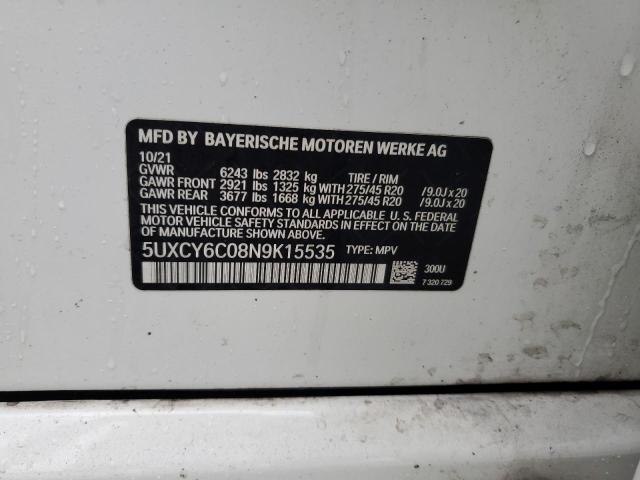 MFD BY BAYERISCHE MOTOREN WERKE AG
10/21
GVWR 6243 lbs 2832 kg TIRE / RIM
GAWR FRONT 2921 lbs 1325 kg WITH 275/45 R20 /9.0J x 20
GAWR REAR 3677 lbs 1668 kg WITH 275/45 R20 /9.0J x 20
THIS VEHICLE CONFORMS TO ALL APPLICABLE U. S. FEDERAL
MOTOR VEHICLE SAFETY STANDARDS IN EFFECT ON THE DATE
OF MANUFACTURE SHOWN ABOVE.
5UXCY6C08N9K15535 TYPE: MPV
300U
7 320 729